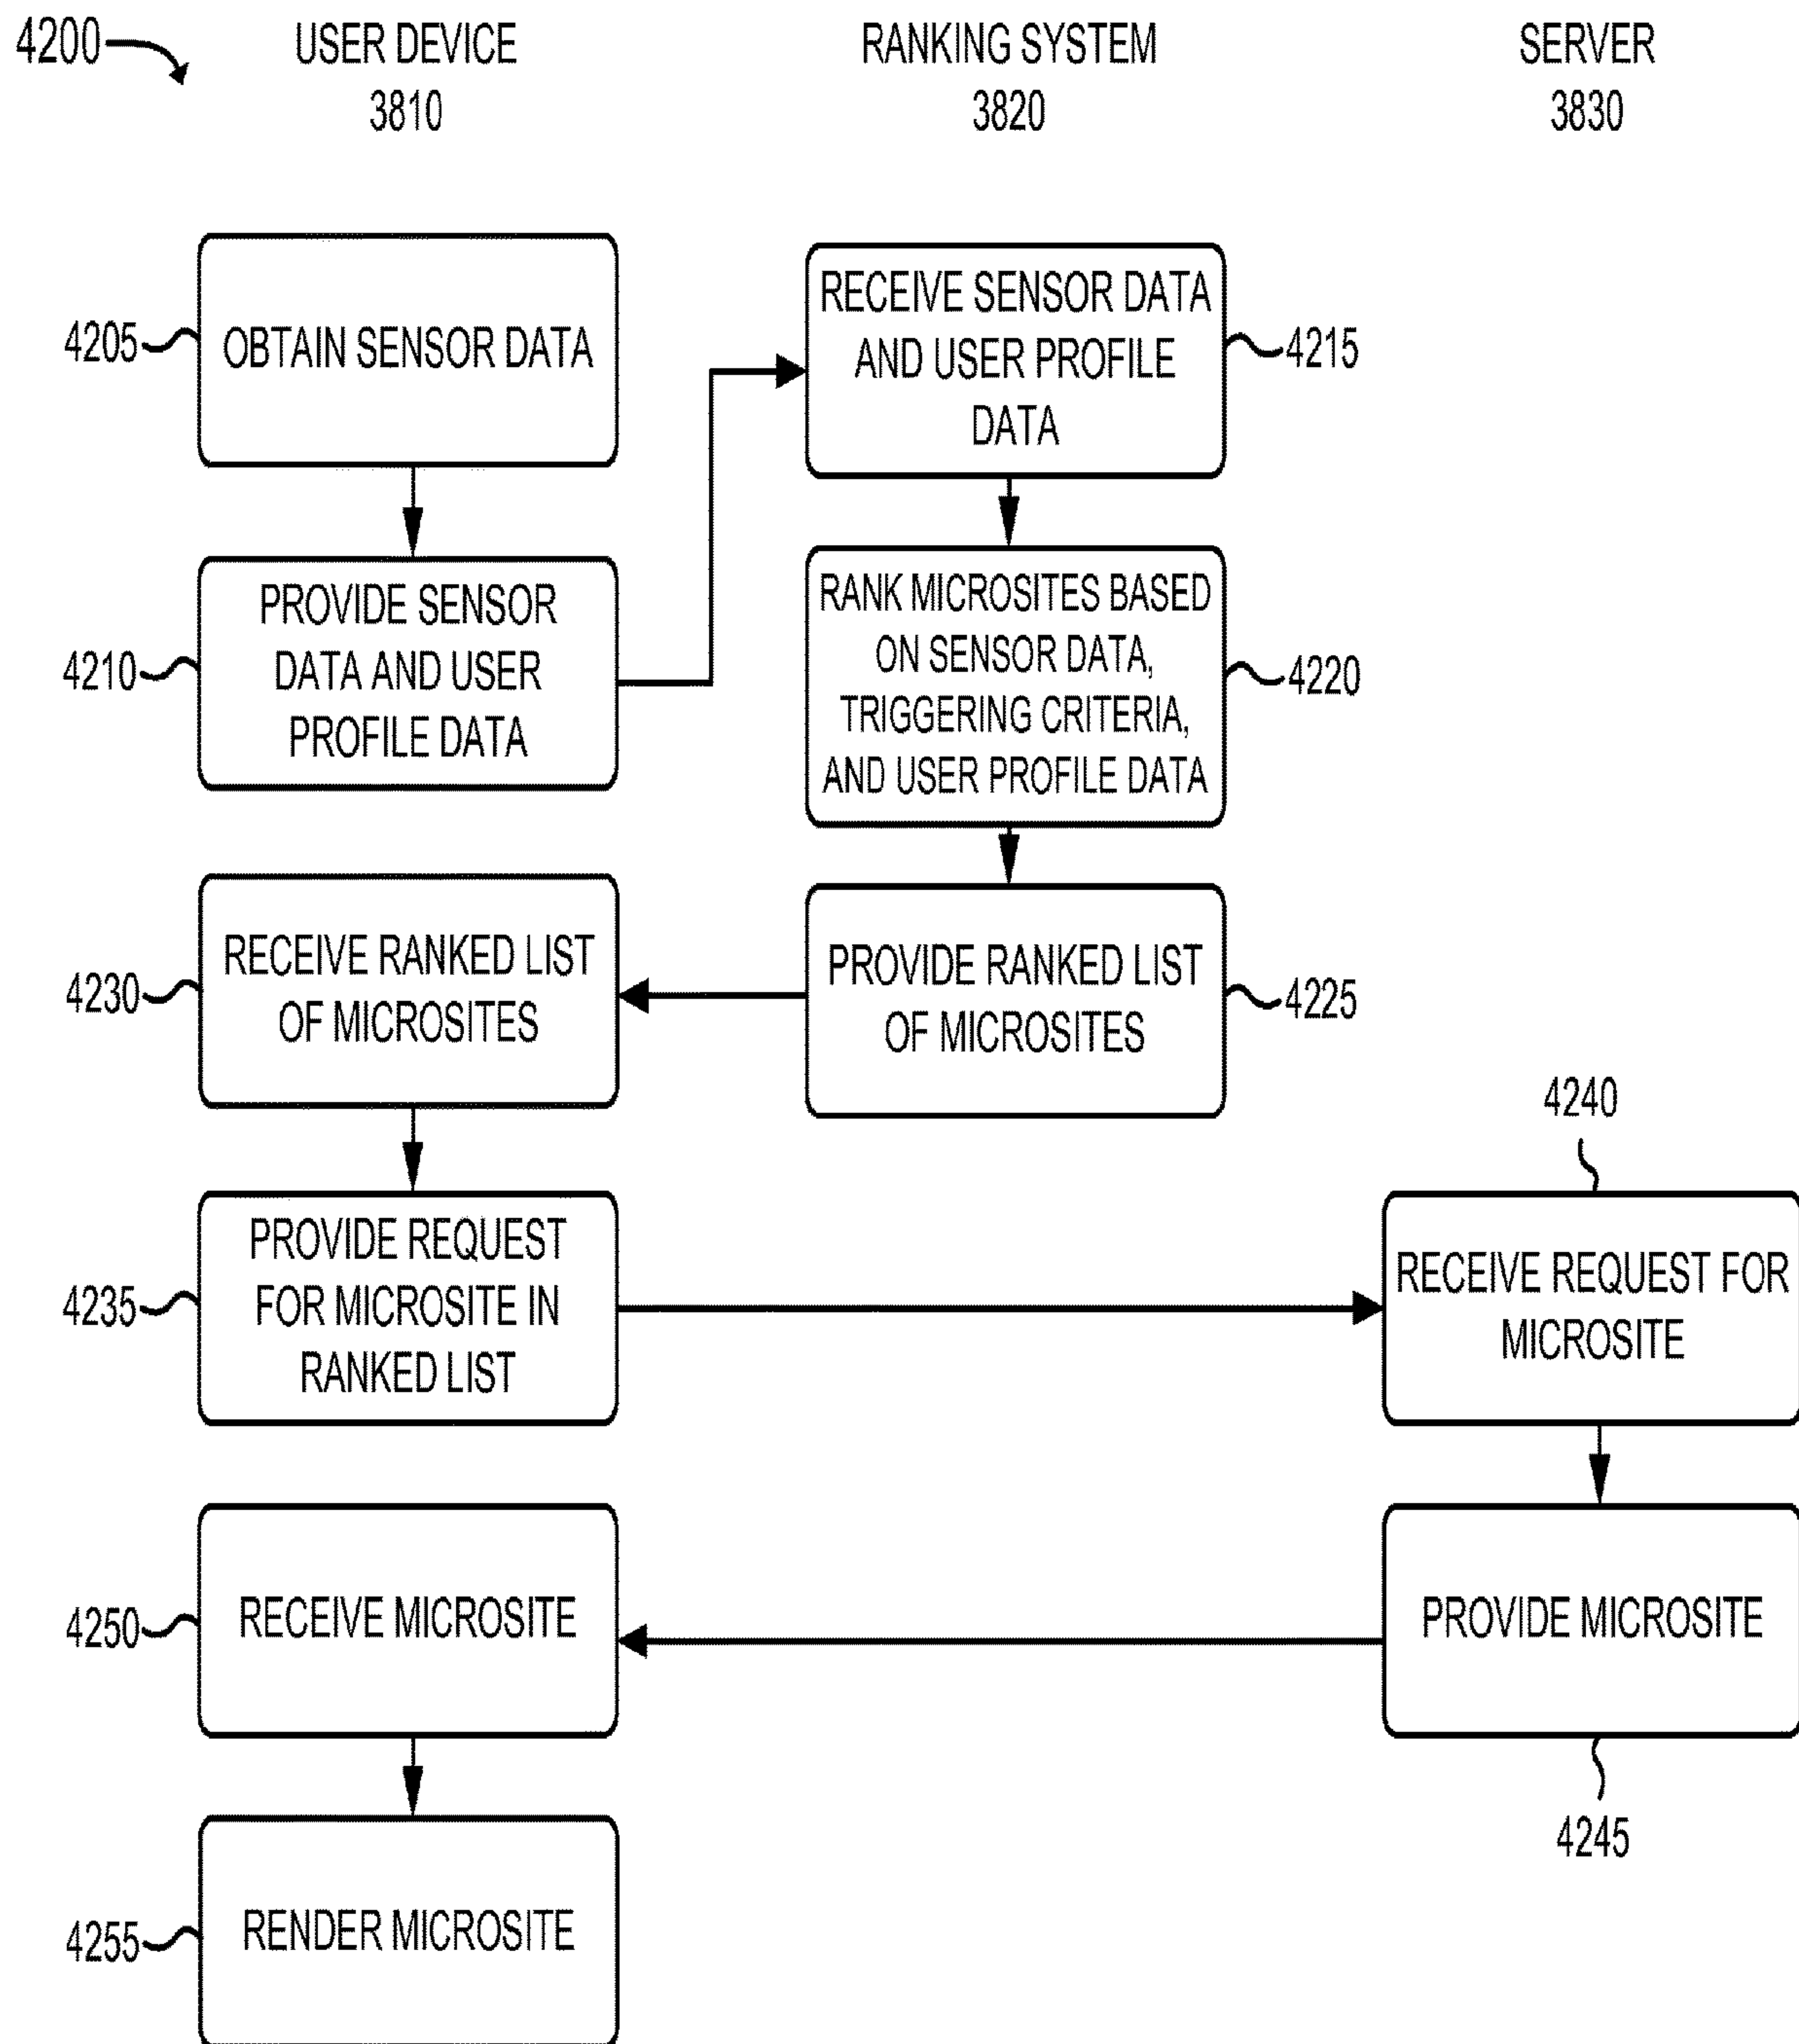 4200
USER DEVICE
3810
RANKING SYSTEM
3820
SERVER
3830
4205
OBTAIN SENSOR DATA
4210
PROVIDE SENSOR
DATA AND USER
PROFILE DATA
RECEIVE SENSOR DATA
AND USER PROFILE
DATA
4215
RANK MICROSITES BASED
ON SENSOR DATA,
TRIGGERING CRITERIA,
AND USER PROFILE DATA
4220
PROVIDE RANKED LIST
OF MICROSITES
4225
4230
RECEIVE RANKED LIST
OF MICROSITES
4235
PROVIDE REQUEST
FOR MICROSITE IN
RANKED LIST
4240
RECEIVE REQUEST FOR
MICROSITE
PROVIDE MICROSITE
4245
4250
RECEIVE MICROSITE
4255
RENDER MICROSITE